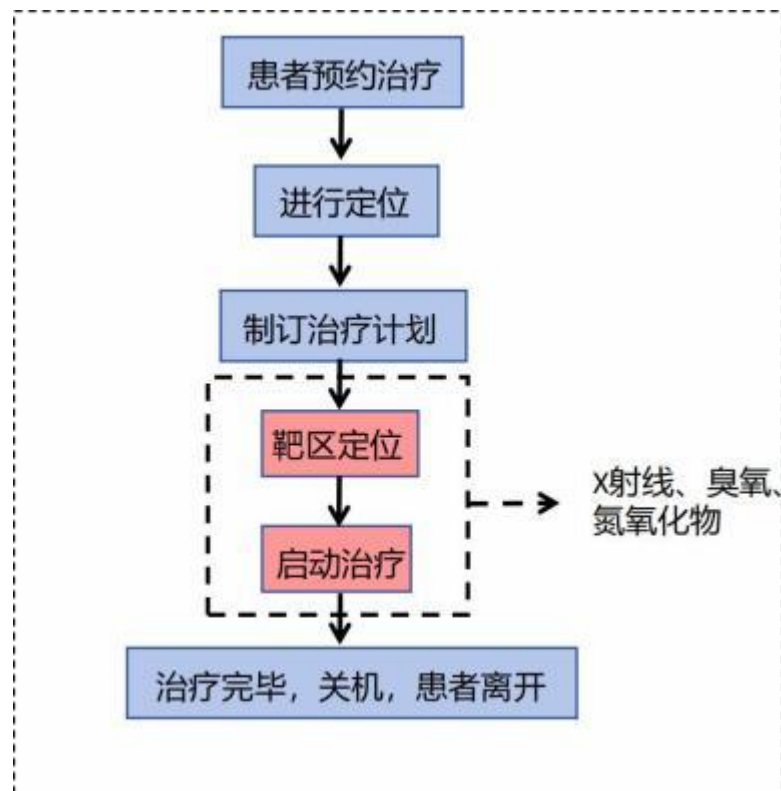 患者预约治疗
进行定位
制订治疗计划
靶区定位
X射线、臭氧、
氮氧化物
启动治疗
治疗完毕，关机，患者离开